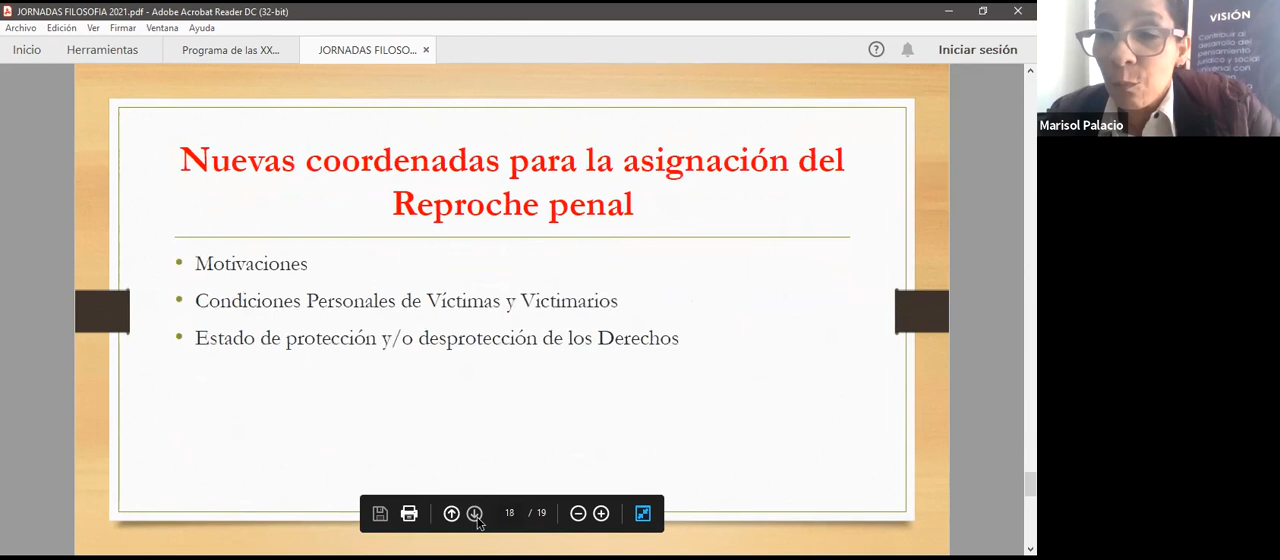 JORNADAS FILOSOFIA 2021.pdf - Adobe Acrobat Reader DC (32-bit)
Archivo Edición Ver Firmar Ventana Ayuda
Inicio Herramientas Programa de las XX... JORNADAS FILOSO... × ? Iniciar sesión
Nuevas coordenadas para la asignación del
Reproche penal
• Motivaciones
• Condiciones Personales de Víctimas y Victimarios
• Estado de protección y/o desprotección de los Derechos
18 / 19
VISIÓN
Contribuir al
desarrollo del
pensamiento
jurídico y social
universal con
Marisol Palacio